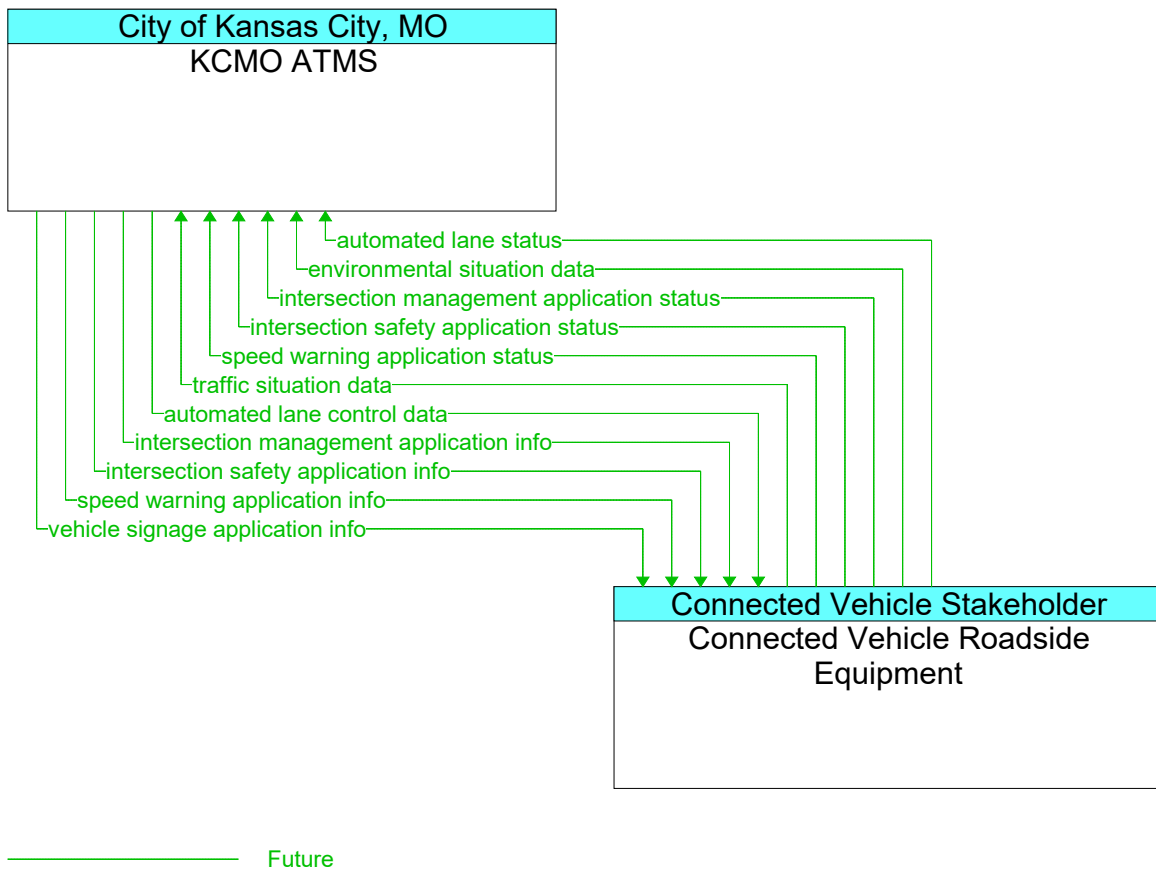 City of Kansas City, MO
KCMO ATMS
automated lane status
environmental situation data
intersection management application status
intersection safety application status
speed warning application status
traffic situation data
automated lane control data
intersection management application info
intersection safety application info
speed warning application info
vehicle signage application info
Connected Vehicle Stakeholder
Connected Vehicle Roadside
Equipment
Future